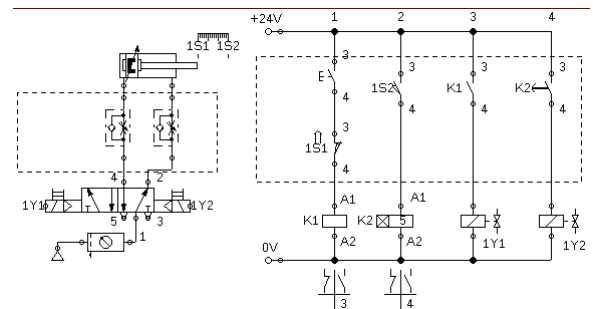 1S1 1S2
4 2
1Y1 1Y2
5 3
1
+24V 1 2 3 4
3 3 3 3
E 1S2 K1 K2
4 4 4 4
3
1S1
4
A1 A1
K1 K2 5
A2 A2 1Y1 1Y2
0V
3 4